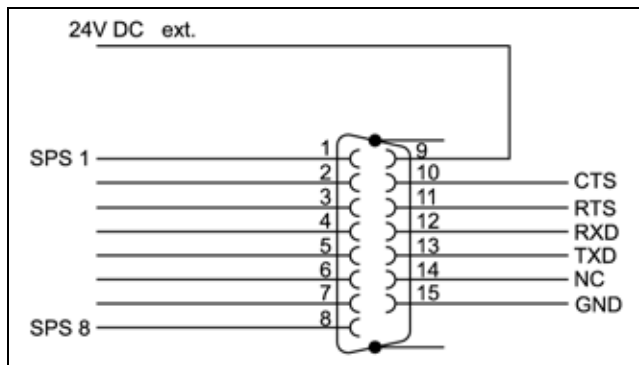 24V DC ext.
SPS 1
1
9
2
10
CTS
3
11
RTS
4
12
RXD
5
13
TXD
6
14
NC
7
15
GND
SPS 8
8